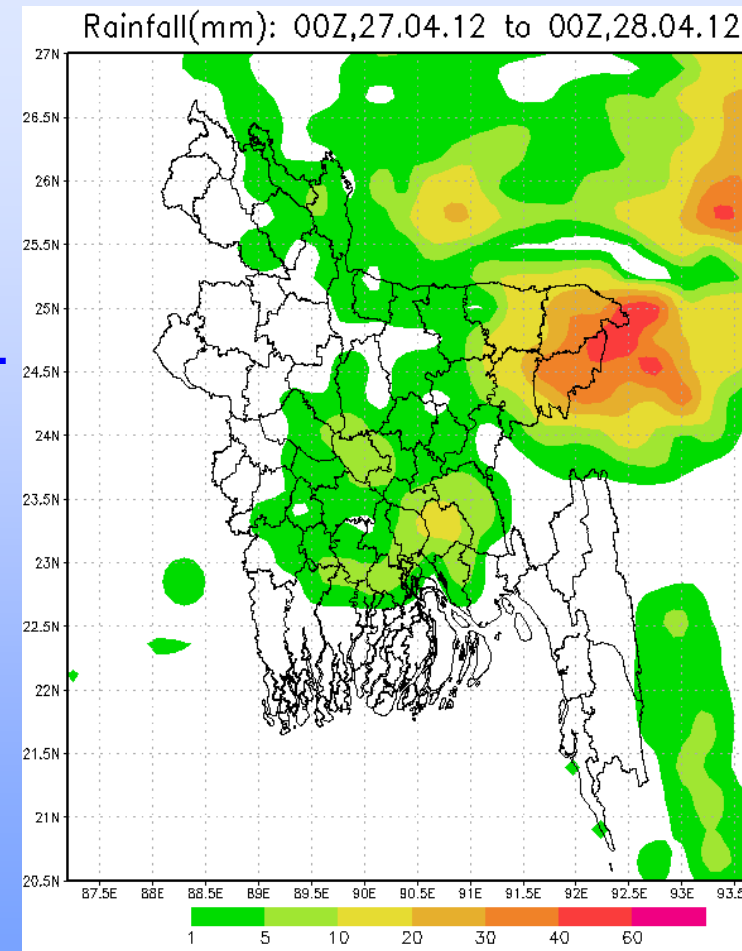 Rainfall(mm): 00Z,27.04.12 to 00Z,28.04.12
27N
26.5N
26N
25.5N
25N
24.5N
24N
23.5N
23N
22.5N
22N
21.5N
21N
20.5N
87.5E 88E 88.5E 89E 89.5E 90E 90.5E 91E 91.5E 92E 92.5E 93E 93.5
1 5 10 20 30 40 60